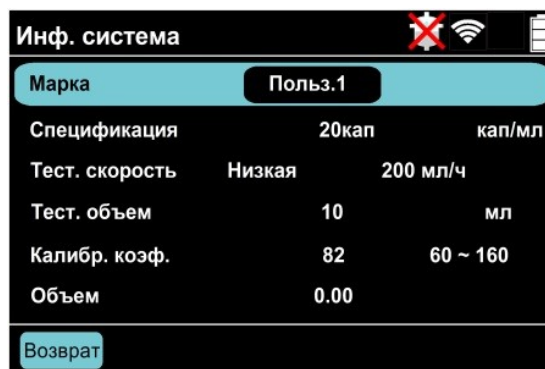 Инф. система
Марка Польз.1
Спецификация 20кап кап/мл
Тест. скорость Низкая 200 мл/ч
Тест. объем 10 мл
Калибр. коэф. 82 60 ~ 160
Объем 0.00
Возврат